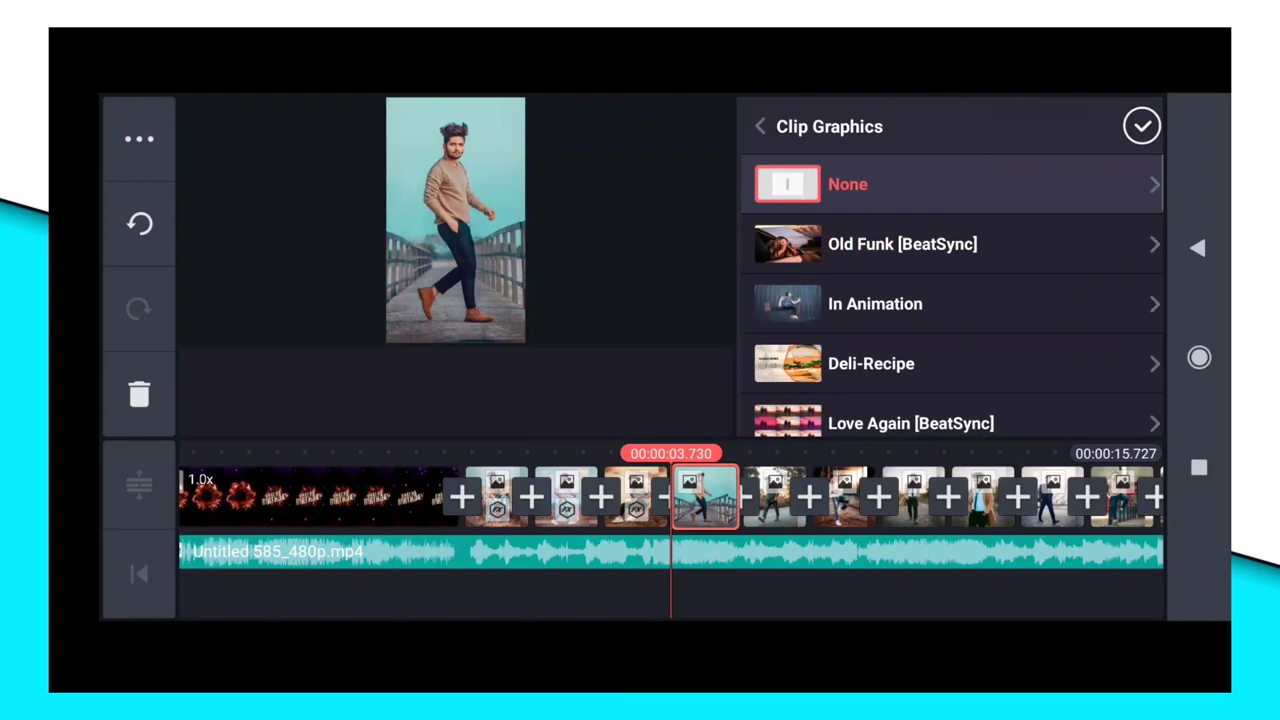 Clip Graphics
None
Old Funk [BeatSync]
In Animation
Deli-Recipe
Love Again [BeatSync]
00:00:03.730
00:00:15.727
1.0x
Untitled 585_480p.mp4